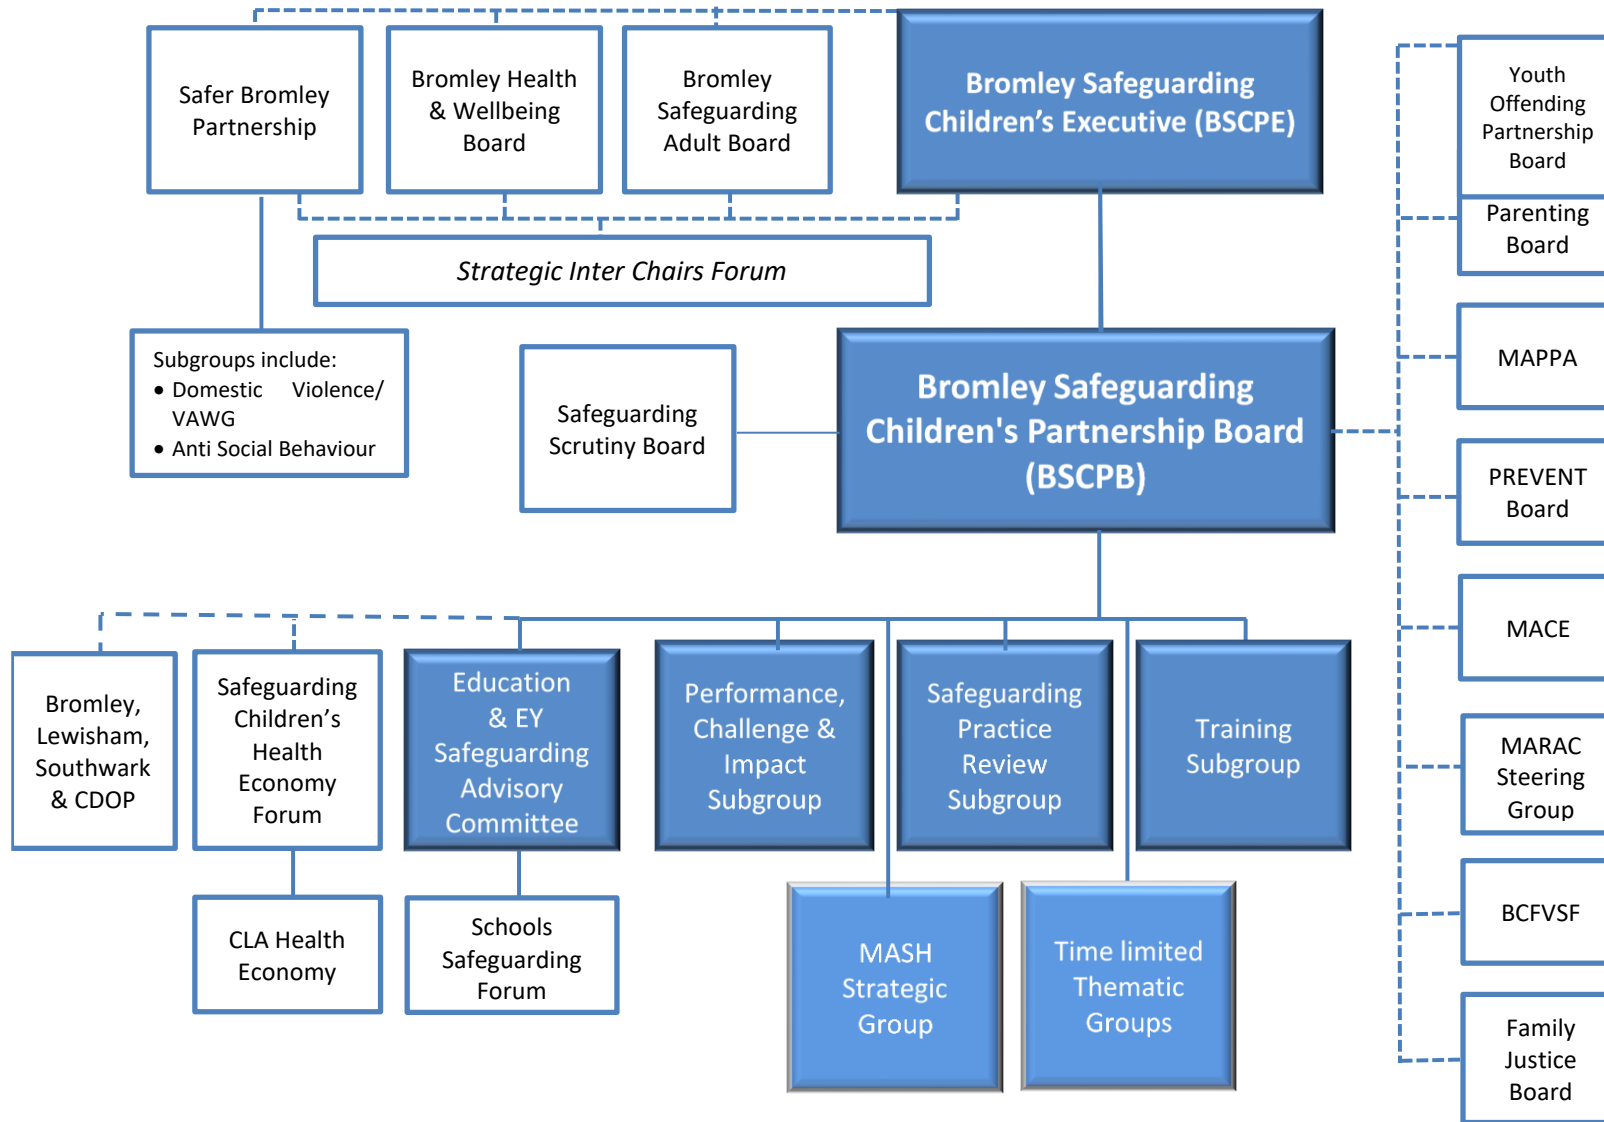 Safer Bromley
Partnership
Bromley Health
& Wellbeing
Board
Bromley
Safeguarding
Adult Board
Bromley Safeguarding
Children’s Executive (BSCPE)
Youth
Offending
Partnership
Board
Parenting
Board
Strategic Inter Chairs Forum
Subgroups include:
• Domestic Violence/
VAWG
• Anti Social Behaviour
Safeguarding
Scrutiny Board
Bromley Safeguarding
Children's Partnership Board
(BSCPB)
MAPPA
PREVENT
Board
MACE
Bromley,
Lewisham,
Southwark
& CDOP
Safeguarding
Children’s
Health
Economy
Forum
Education
& EY
Safeguarding
Advisory
Committee
Performance,
Challenge &
Impact
Subgroup
Safeguarding
Practice
Review
Subgroup
Training
Subgroup
MARAC
Steering
Group
CLA Health
Economy
Schools
Safeguarding
Forum
MASH
Strategic
Group
Time limited
Thematic
Groups
BCFVSF
Family
Justice
Board